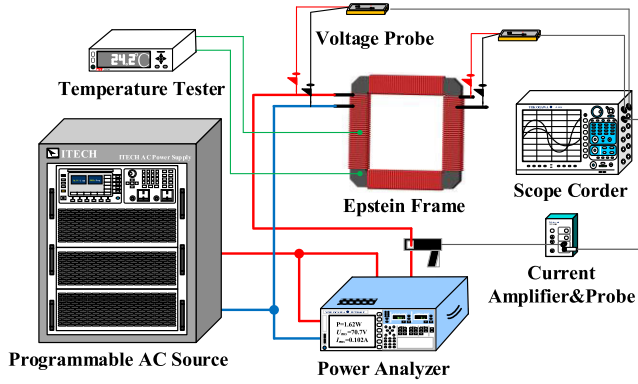 Voltage Probe
24.2°C
Temperature Tester
ITECH
ITECH AC Power Supply
Epstein Frame
Scope Corder
Current
Amplifier&Probe
P=1.62W
Urms=70.7V
Irms=0.102A
Programmable AC Source
Power Analyzer